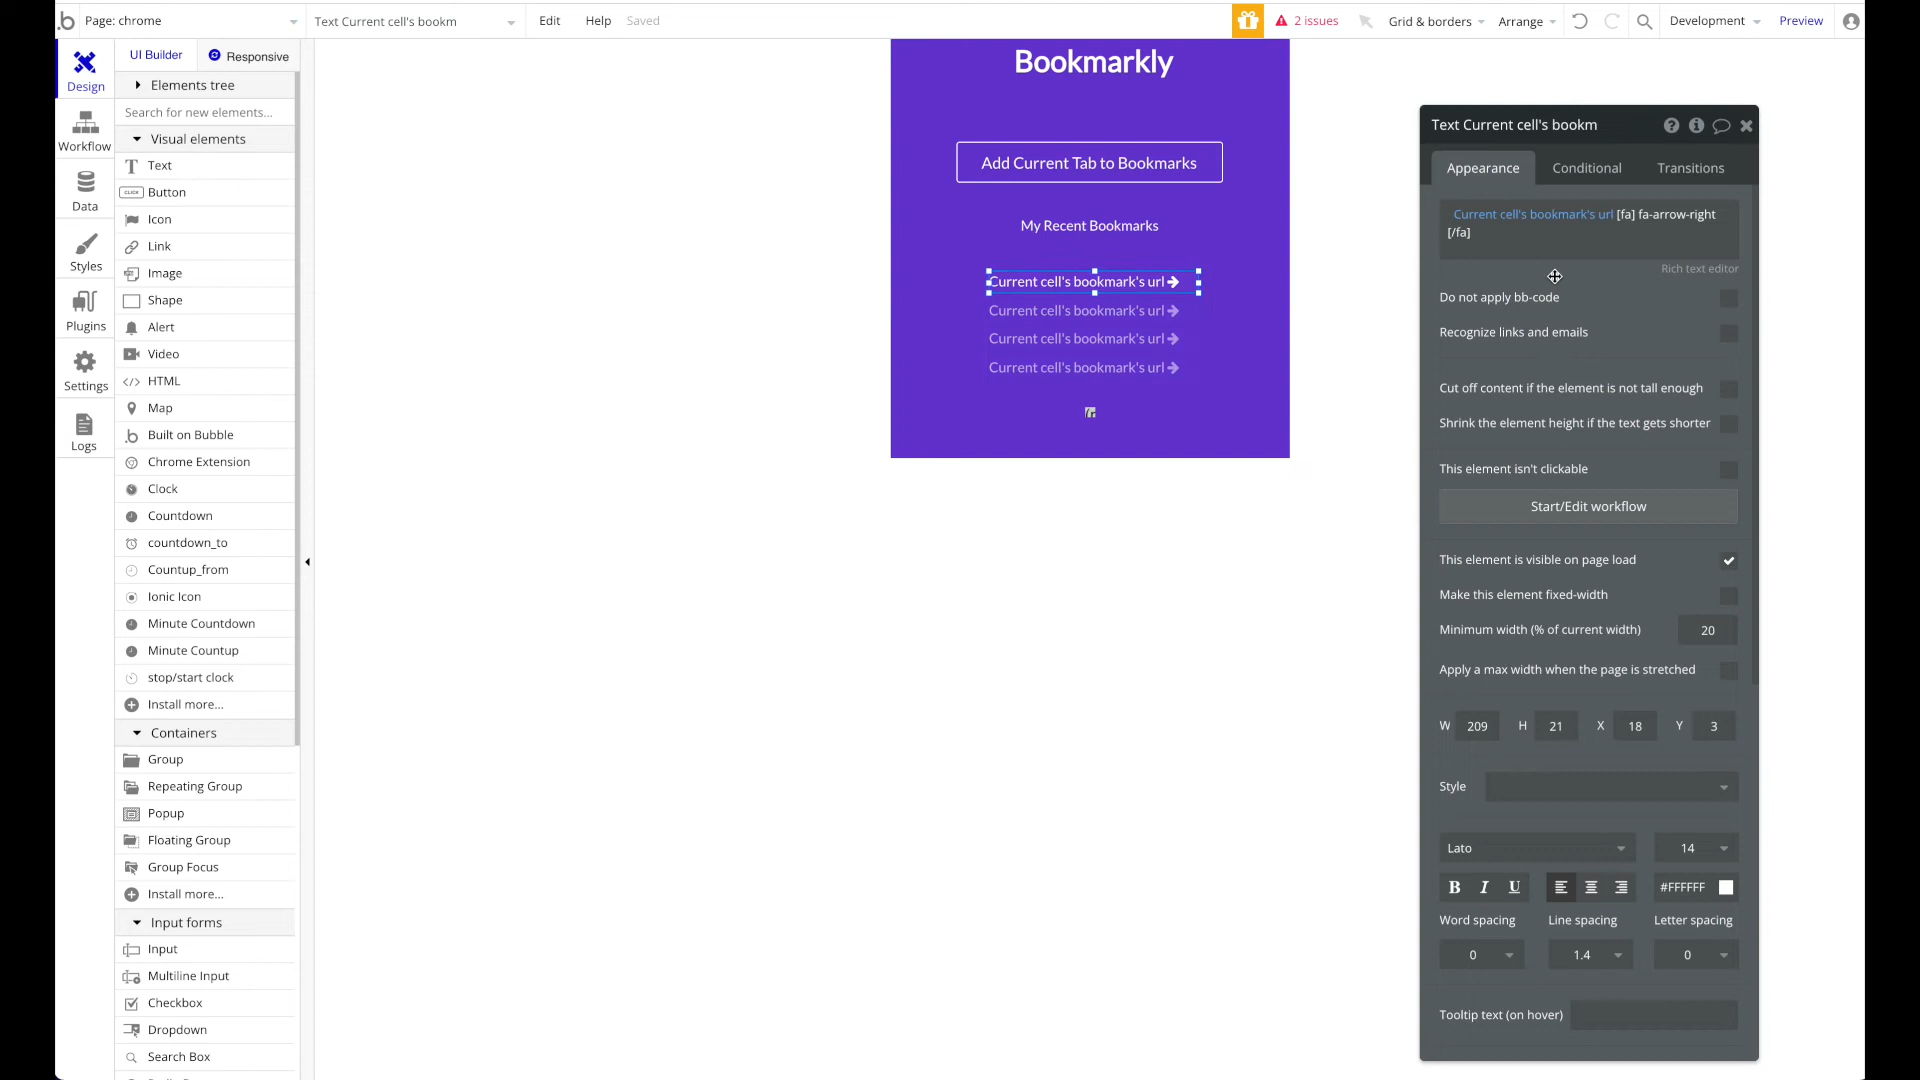 b
Page: chrome
Text Current cell's bookm
Edit
Help
Saved
2 issues
Grid & borders
Arrange
Development
Preview
Design
Workflow
Data
Styles
Plugins
Settings
Logs
UI Builder
Responsive
Elements tree
Search for new elements...
Visual elements
Text
CLICK
Button
Icon
Link
Image
Shape
Alert
Video
HTML
Map
Built on Bubble
Chrome Extension
Clock
Countdown
countdown_to
Countup_from
Ionic Icon
Minute Countdown
Minute Countup
stop/start clock
Install more...
Containers
Group
Repeating Group
Popup
Floating Group
Group Focus
Install more...
Input forms
Input
Multiline Input
Checkbox
Dropdown
Search Box
Bookmarkly
Add Current Tab to Bookmarks
My Recent Bookmarks
Current cell's bookmark's url
Current cell's bookmark's url
Current cell's bookmark's url
Current cell's bookmark's url
Text Current cell's bookm
Appearance
Conditional
Transitions
Current cell's bookmark's url [fa] fa-arrow-right
[/fa]
Rich text editor
Do not apply bb-code
Recognize links and emails
Cut off content if the element is not tall enough
Shrink the element height if the text gets shorter
This element isn't clickable
Start/Edit workflow
This element is visible on page load
Make this element fixed-width
Minimum width (% of current width) 20
Apply a max width when the page is stretched
W 209 H 21 X 18 Y 3
Style
Lato 14
B I U #FFFFFF
Word spacing Line spacing Letter spacing
0 1.4 0
Tooltip text (on hover)